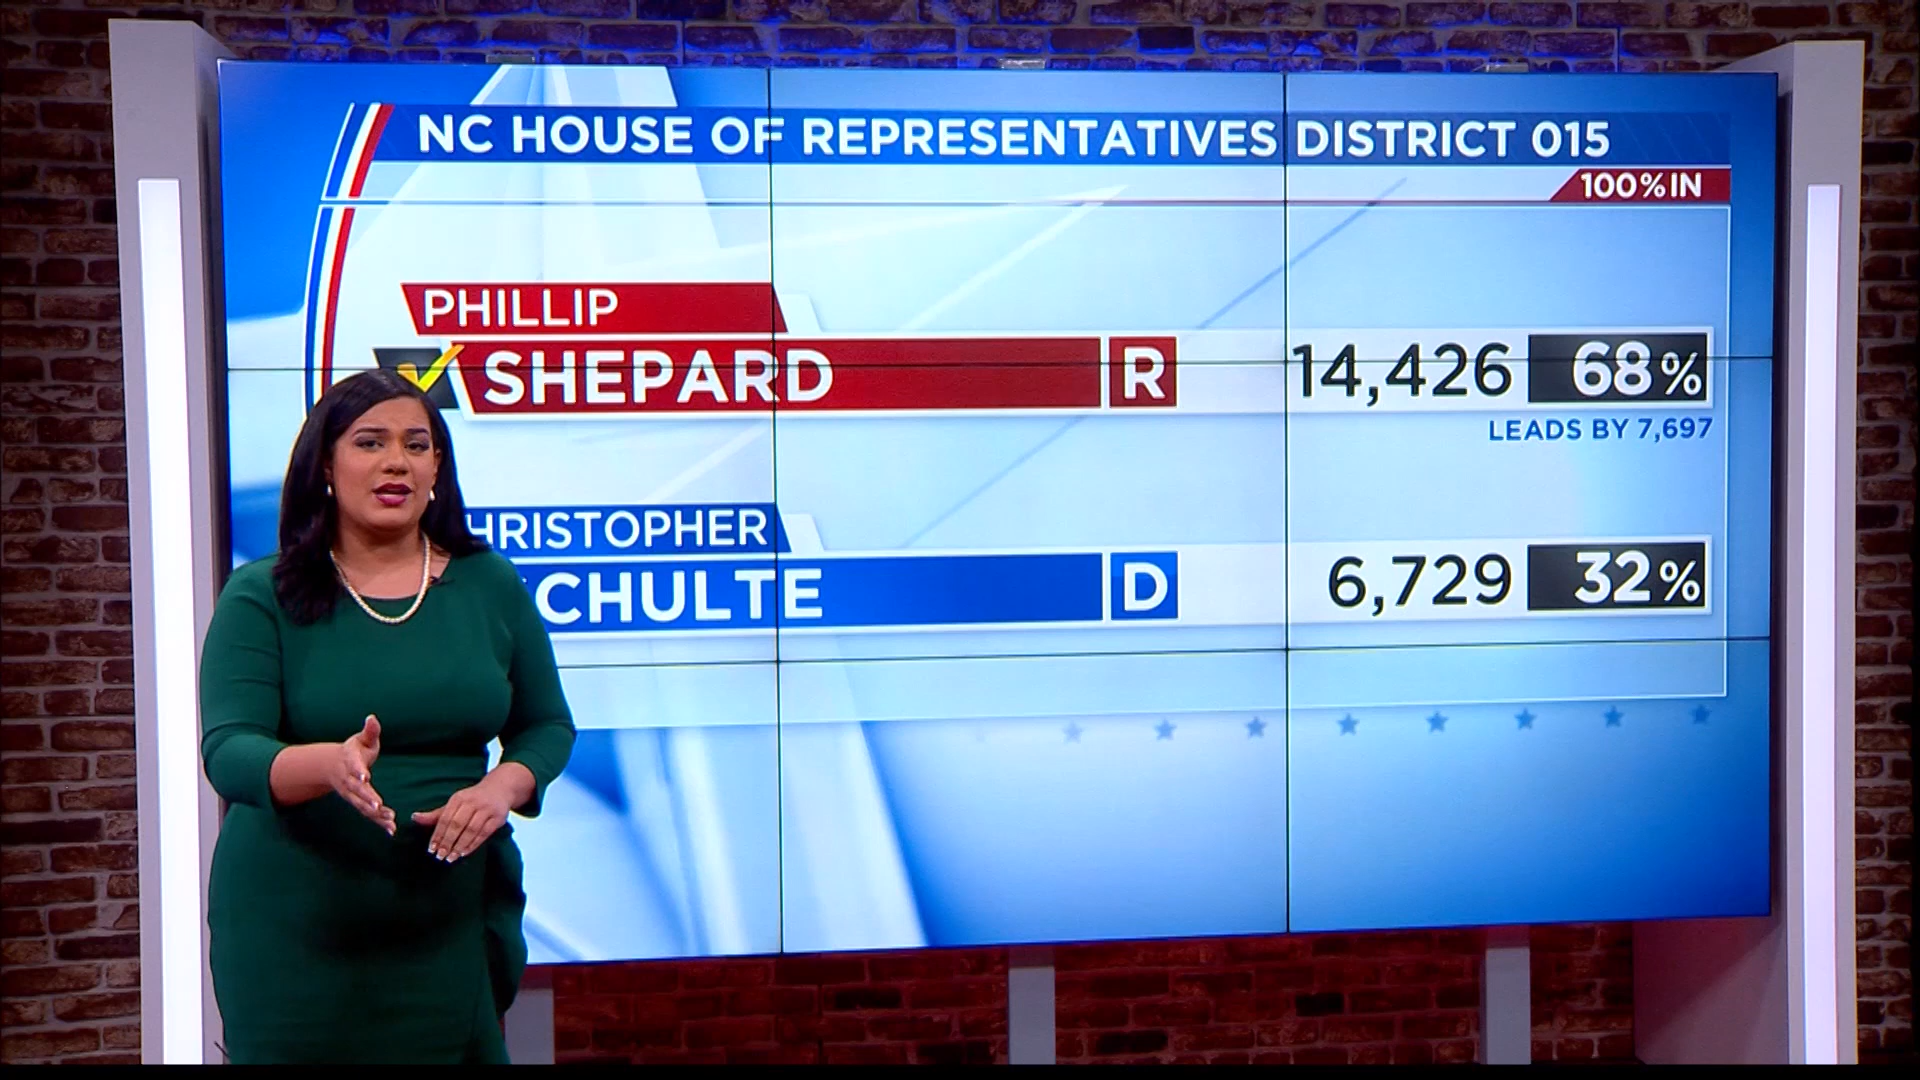 NC HOUSE OF REPRESENTATIVES DISTRICT 015
100% IN
PHILLIP
SHEPARD R 14,426 68%
LEADS BY 7,697
HRISTOPHER
CHULTE D 6,729 32%